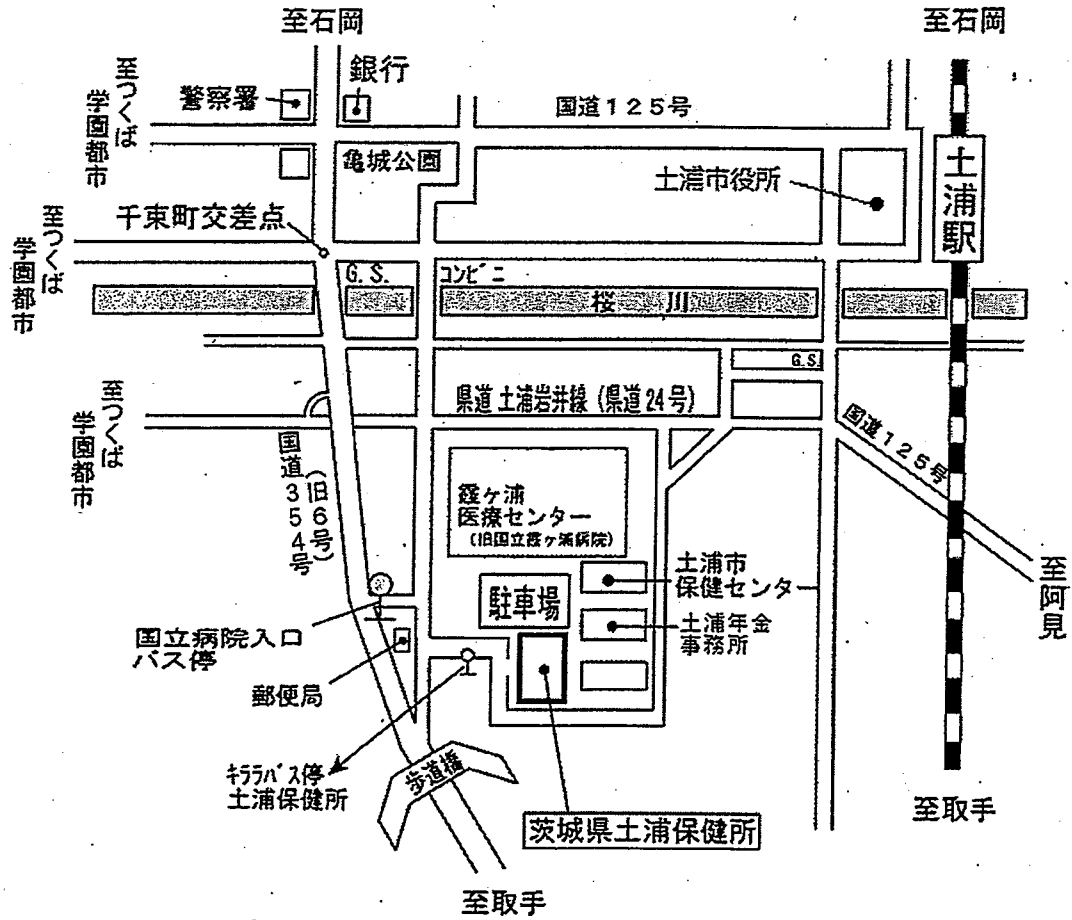 至石岡
至石岡
銀行
警察署
至つくば
学園都市
国道125号
亀城公園
土浦市役所
土浦駅
千束町交差点
至つくば
学園都市
G.S.
コンビニ
桜川
G.S.
県道土浦岩井線(県道24号)
至つくば
学園都市
国道125号
国道354号
(旧6号)
霞ヶ浦
医療センター
(旧国立霞ヶ浦病院)
土浦市
保健センター
駐車場
至阿見
土浦年金
事務所
国立病院入口
バス停
郵便局
キララバス停
土浦保健所
歩道橋
茨城県土浦保健所
至取手
至取手